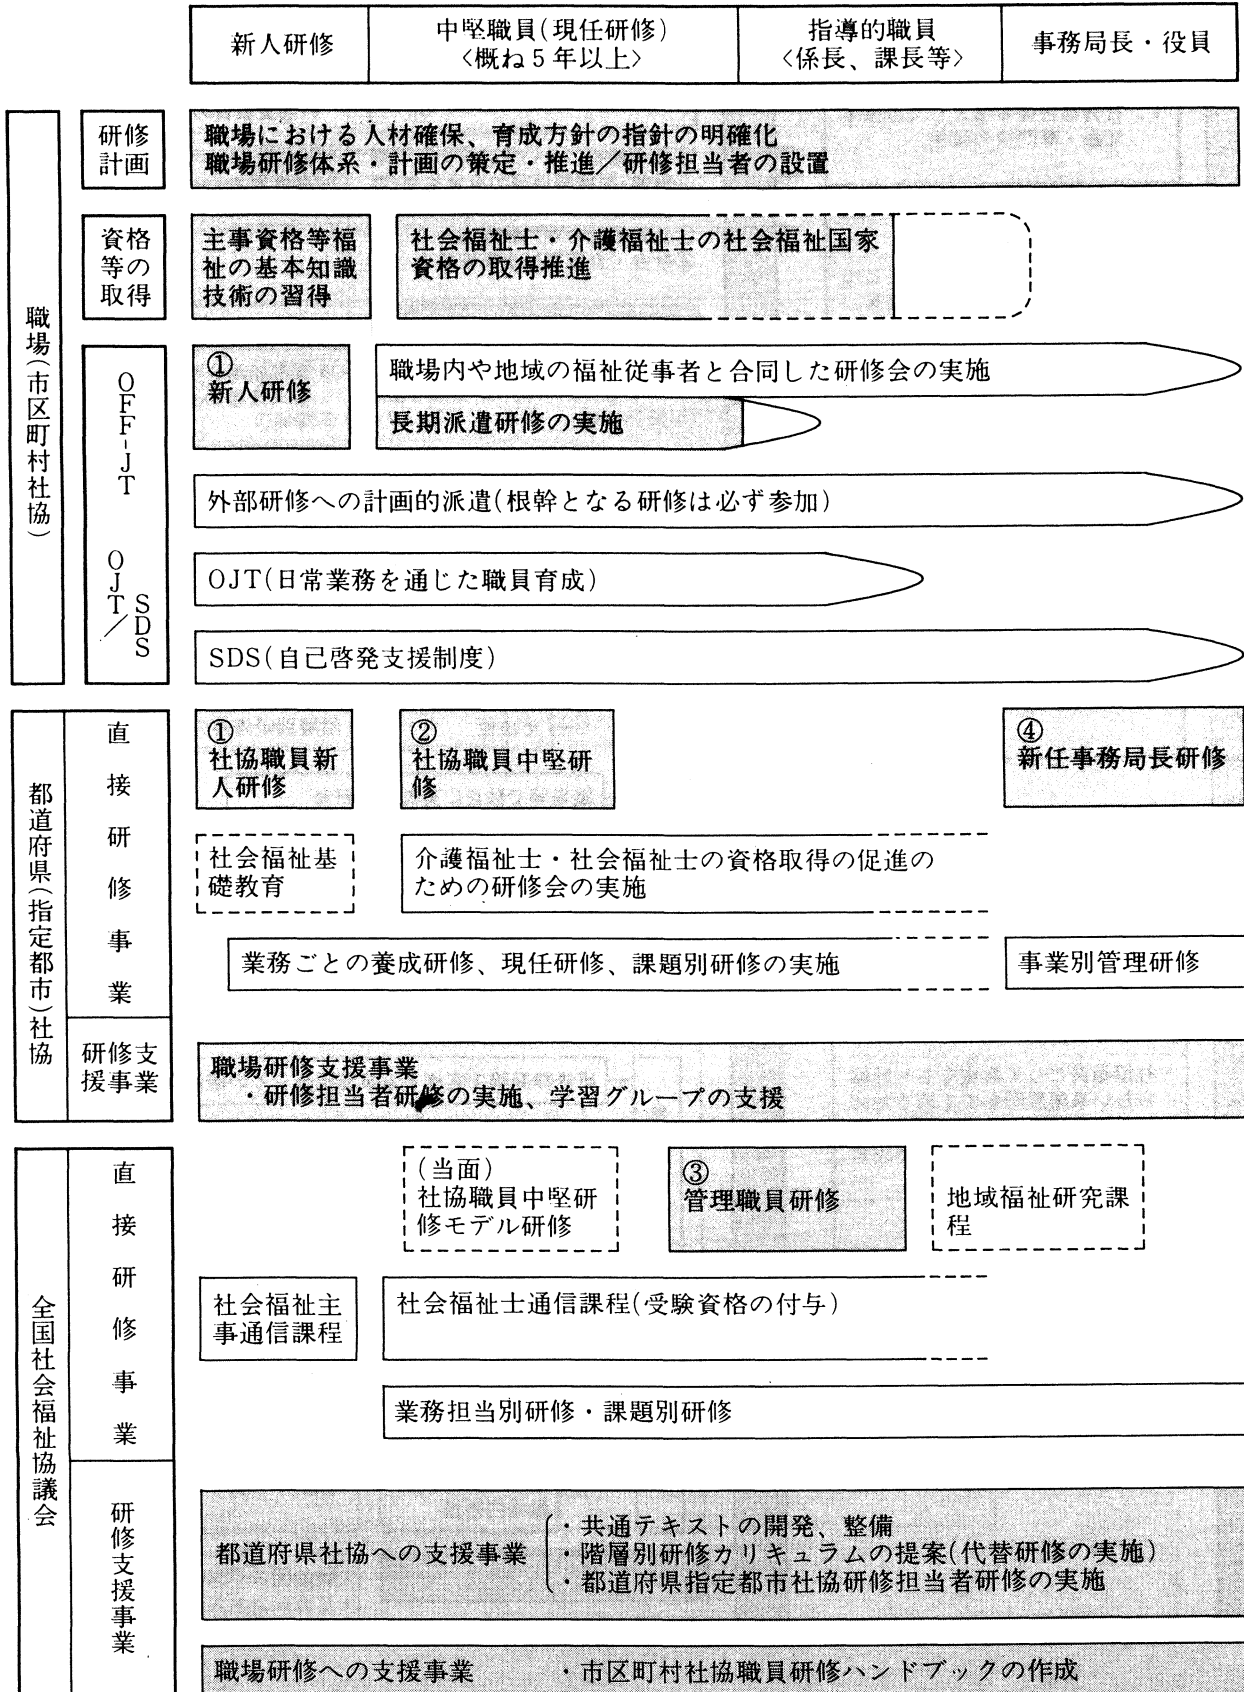 新人研修
中堅職員(現任研修)
〈概ね5年以上〉
指導的職員
〈係長、課長等〉
事務局長・役員
職場(市区町村社協)
研修
計画
職場における人材確保、育成方針の指針の明確化
職場研修体系・計画の策定・推進／研修担当者の設置
資格
等の
取得
主事資格等福
祉の基本知識
技術の習得
社会福祉士・介護福祉士の社会福祉国家
資格の取得推進
OFF-JT
OJT／SDS
①
新人研修
職場内や地域の福祉従事者と合同した研修会の実施
長期派遣研修の実施
外部研修への計画的派遣(根幹となる研修は必ず参加)
OJT(日常業務を通じた職員育成)
SDS(自己啓発支援制度)
都道府県(指定都市)社協
直接研修事業
①
社協職員新
人研修
②
社協職員中堅研
修
④
新任事務局長研修
社会福祉基
礎教育
介護福祉士・社会福祉士の資格取得の促進の
ための研修会の実施
業務ごとの養成研修、現任研修、課題別研修の実施
事業別管理研修
研修支
援事業
職場研修支援事業
・研修担当者研修の実施、学習グループの支援
全国社会福祉協議会
直接研修事業
(当面)
社協職員中堅研
修モデル研修
③
管理職員研修
地域福祉研究課
程
社会福祉主
事通信課程
社会福祉士通信課程(受験資格の付与)
業務担当別研修・課題別研修
研修支援事業
都道府県社協への支援事業
・共通テキストの開発、整備
・階層別研修カリキュラムの提案(代替研修の実施)
・都道府県指定都市社協研修担当者研修の実施
職場研修への支援事業　・市区町村社協職員研修ハンドブックの作成